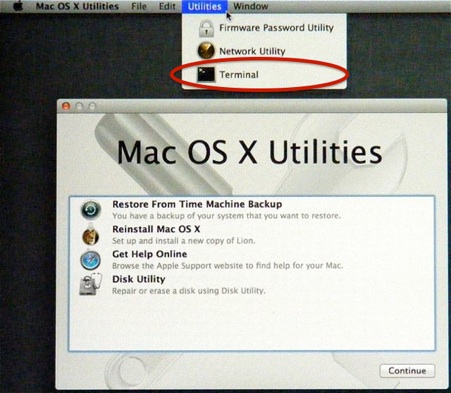 Mac OS X Utilities File Edit Utilities Window
Firmware Password Utility
Network Utility
Terminal
Mac OS X Utilities
Restore From Time Machine Backup
You have a backup of your system that you want to restore.
Reinstall Mac OS X
Set up and install a new copy of Lion.
Get Help Online
Browse the Apple Support website to find help for your Mac.
Disk Utility
Repair or erase a disk using Disk Utility.
Continue